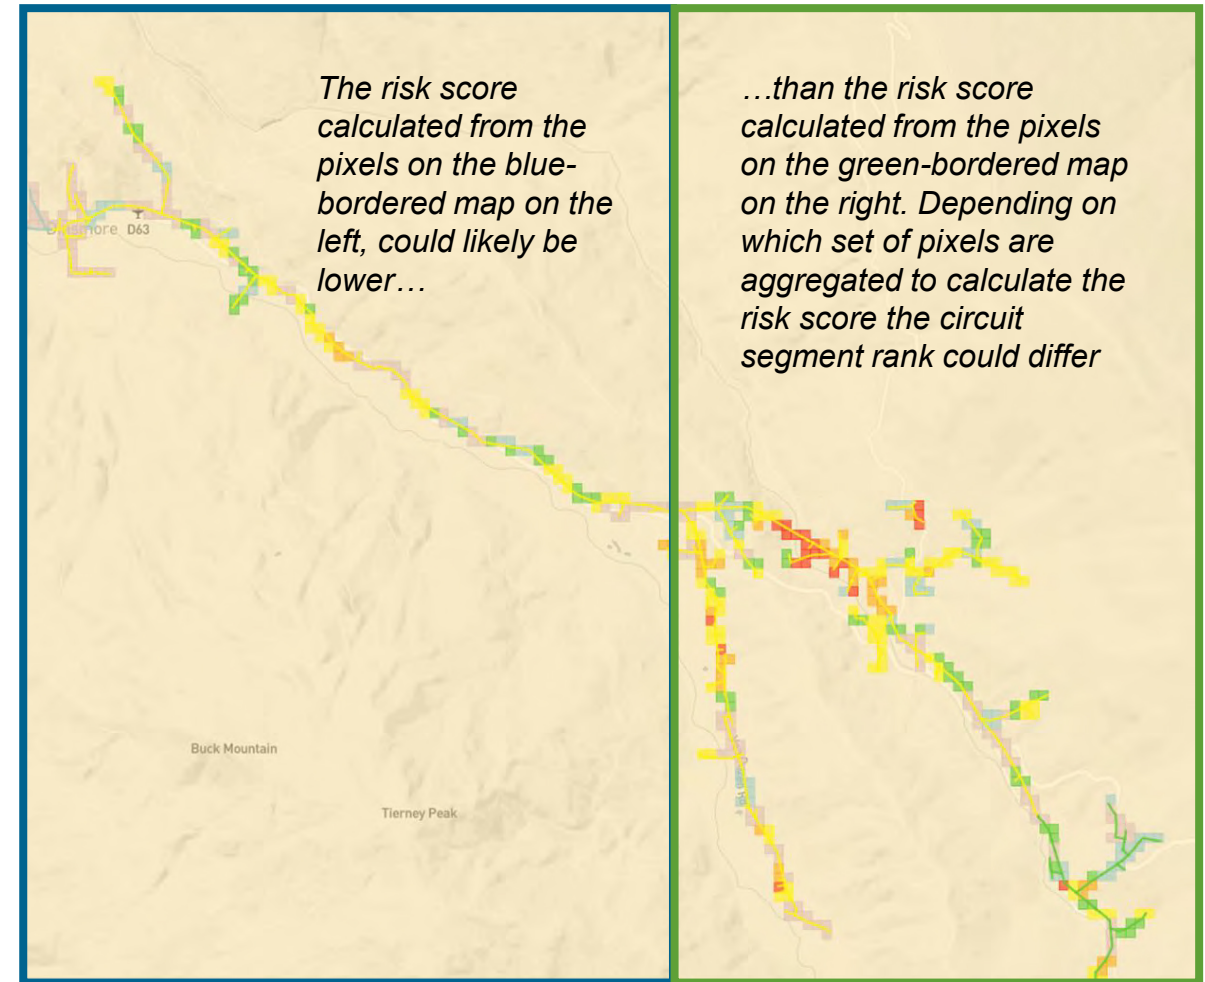 The risk score
calculated from the
pixels on the blue-
bordered map on the
left, could likely be
lower…
…than the risk score
calculated from the pixels
on the green-bordered map
on the right. Depending on
which set of pixels are
aggregated to calculate the
risk score the circuit
segment rank could differ
D63
Buck Mountain
Tierney Peak